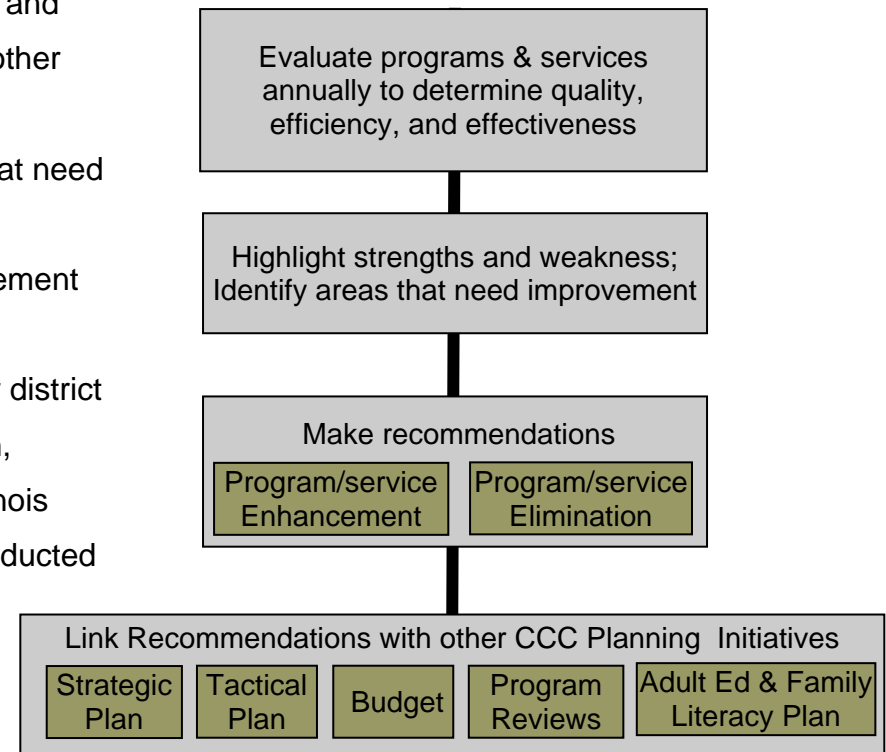 and
other
at need
ement
district
nois
ducted
Evaluate programs & services
annually to determine quality,
efficiency, and effectiveness
Highlight strengths and weakness;
Identify areas that need improvement
Make recommendations
Program/service
Enhancement
Program/service
Elimination
Link Recommendations with other CCC Planning Initiatives
Strategic
Plan
Tactical
Plan
Budget
Program
Reviews
Adult Ed & Family
Literacy Plan